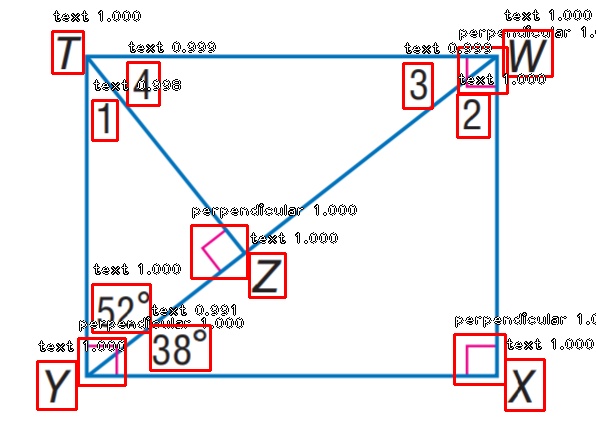 text 1.000
text 1.000
perpendicular 1.0
T
text 0.999
text 0.999
W
text 0.998
4
3
text 1.000
1
2
perpendicular 1.000
text 1.000
Z
text 1.000
52°
text 0.991
perpendicular 1.000
perpendicular 1.0
text 1.000
38°
text 1.000
Y
X